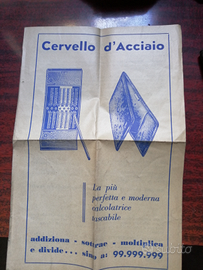 Cervello d'Acciaio
La più
perfetta e moderna
calcolatrice
tascabile
addiziona - sottrae - moltiplica
e divide... sino a: 99.999.999